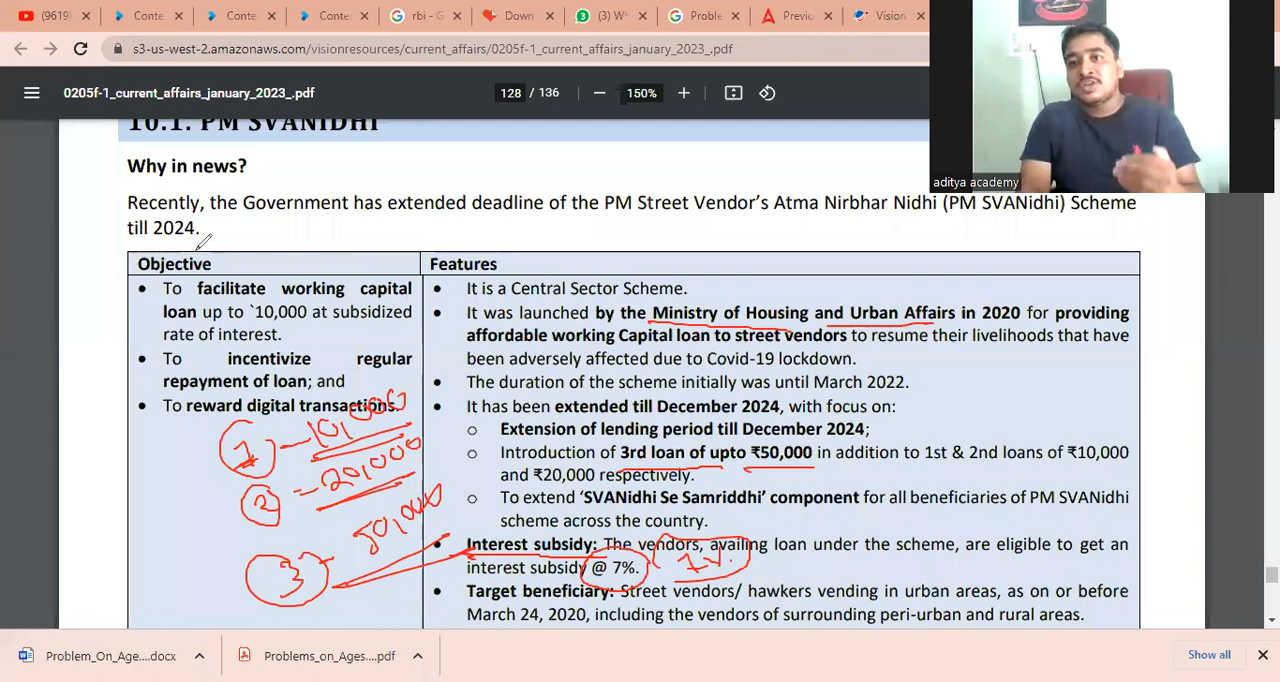 (9619)
Conte
Conte
Conte
rbi - G
Down
(3) W
Proble
Previo
Vision
s3-us-west-2.amazonaws.com/visionresources/current_affairs/0205f-1_current_affairs_january_2023_.pdf
0205f-1_current_affairs_january_2023_.pdf
128 / 136
150%
aditya academy
10.1. PM SVANIDHI
Why in news?
Recently, the Government has extended deadline of the PM Street Vendor's Atma Nirbhar Nidhi (PM SVANidhi) Scheme
till 2024.
Objective
To facilitate working capital
loan up to `10,000 at subsidized
rate of interest.
To incentivize regular
repayment of loan; and
To reward digital transactions.
1 - 10,000
2 - 20,000
3 - 50,000
Features
It is a Central Sector Scheme.
It was launched by the Ministry of Housing and Urban Affairs in 2020 for providing
affordable working Capital loan to street vendors to resume their livelihoods that have
been adversely affected due to Covid-19 lockdown.
The duration of the scheme initially was until March 2022.
It has been extended till December 2024, with focus on:
Extension of lending period till December 2024;
Introduction of 3rd loan of upto ₹50,000 in addition to 1st & 2nd loans of ₹10,000
and ₹20,000 respectively.
To extend 'SVANidhi Se Samriddhi' component for all beneficiaries of PM SVANidhi
scheme across the country.
Interest subsidy: The vendors, availing loan under the scheme, are eligible to get an
interest subsidy @ 7%.
Target beneficiary: Street vendors/ hawkers vending in urban areas, as on or before
March 24, 2020, including the vendors of surrounding peri-urban and rural areas.
Problem_On_Age....docx
Problems_on_Ages....pdf
Show all